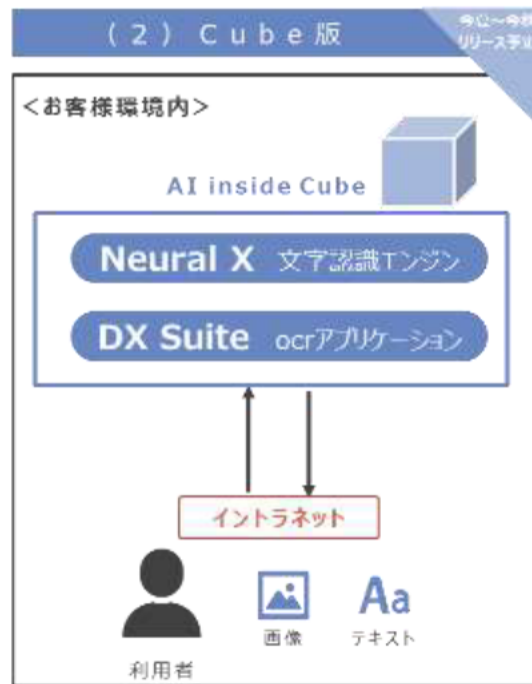 (2) Cube版
<お客様環境内>
AI inside Cube
Neural X 文字認識エンジン
DX Suite ocrアプリケーション
イントラネット
Aa
画像 テキスト
利用者